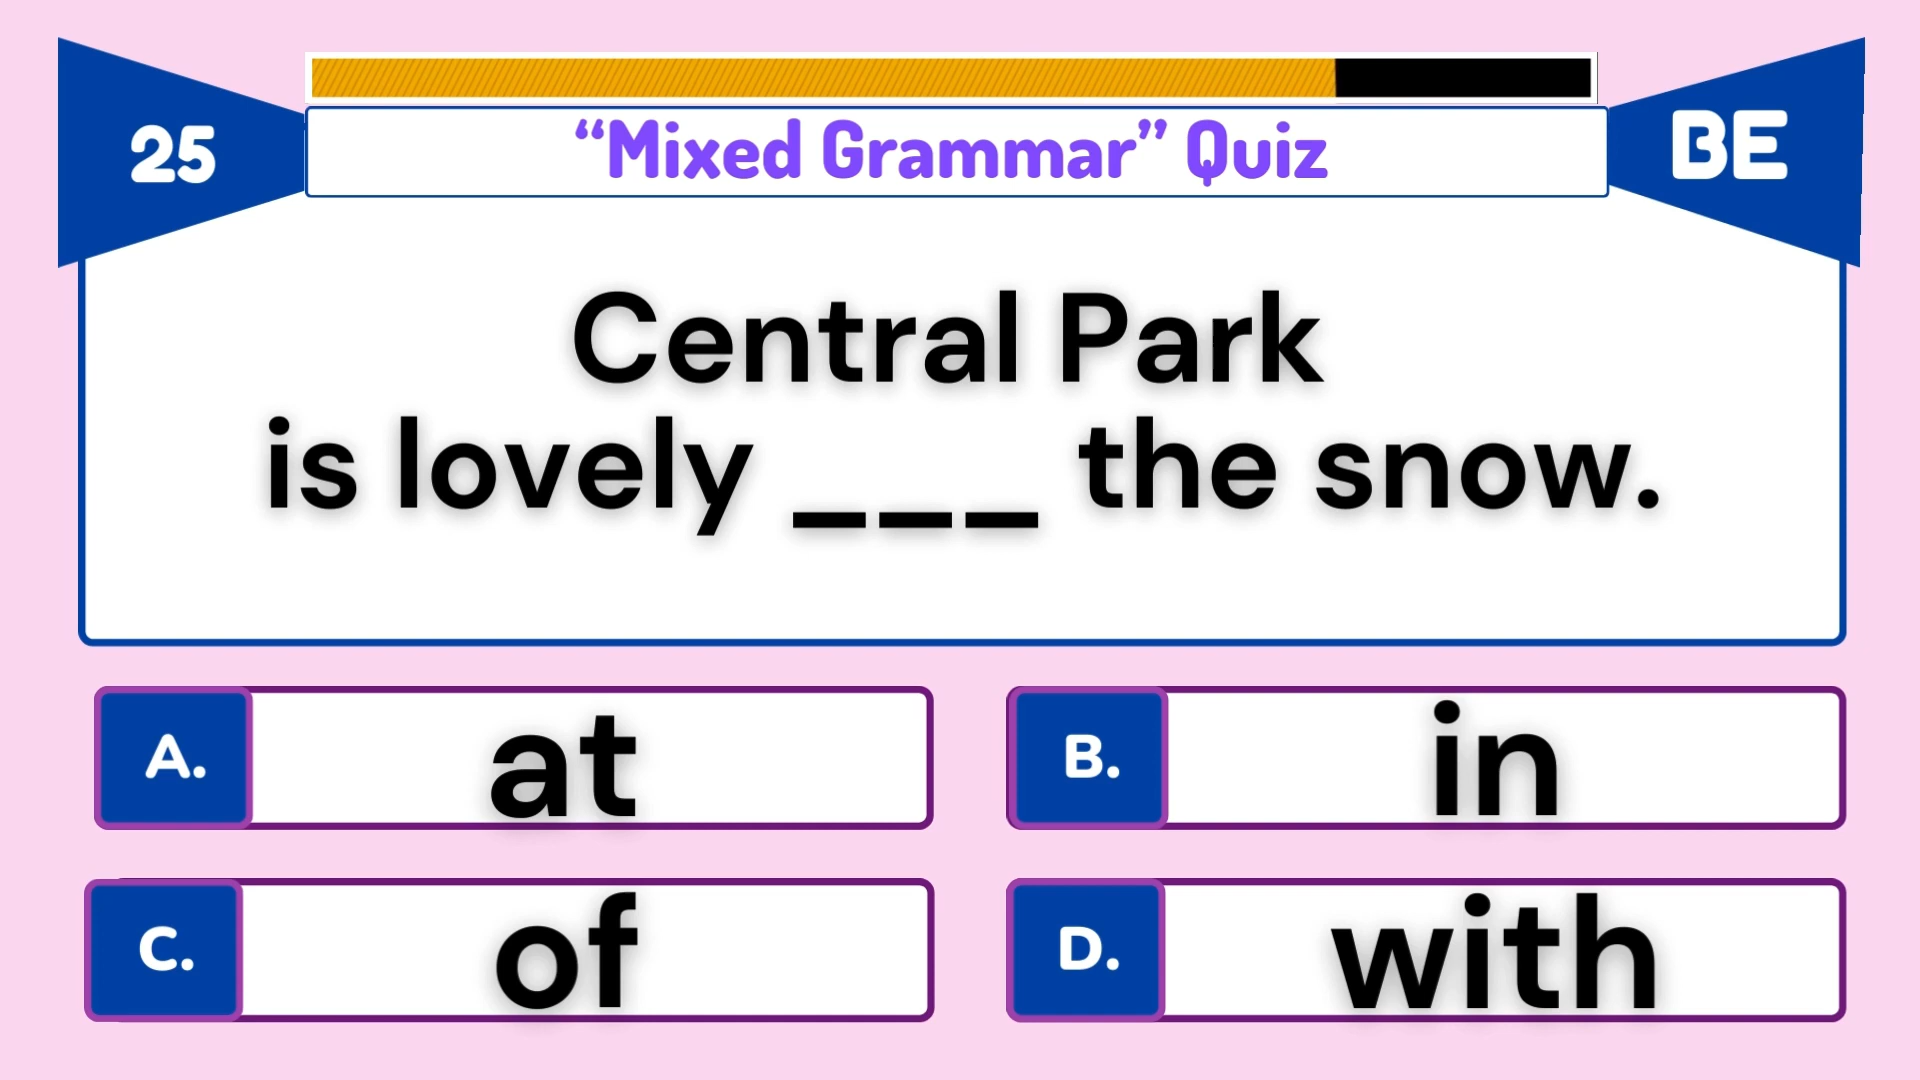 25
“Mixed Grammar” Quiz
BE
Central Park
is lovely ___ the snow.
A. at
B. in
C. of
D. with